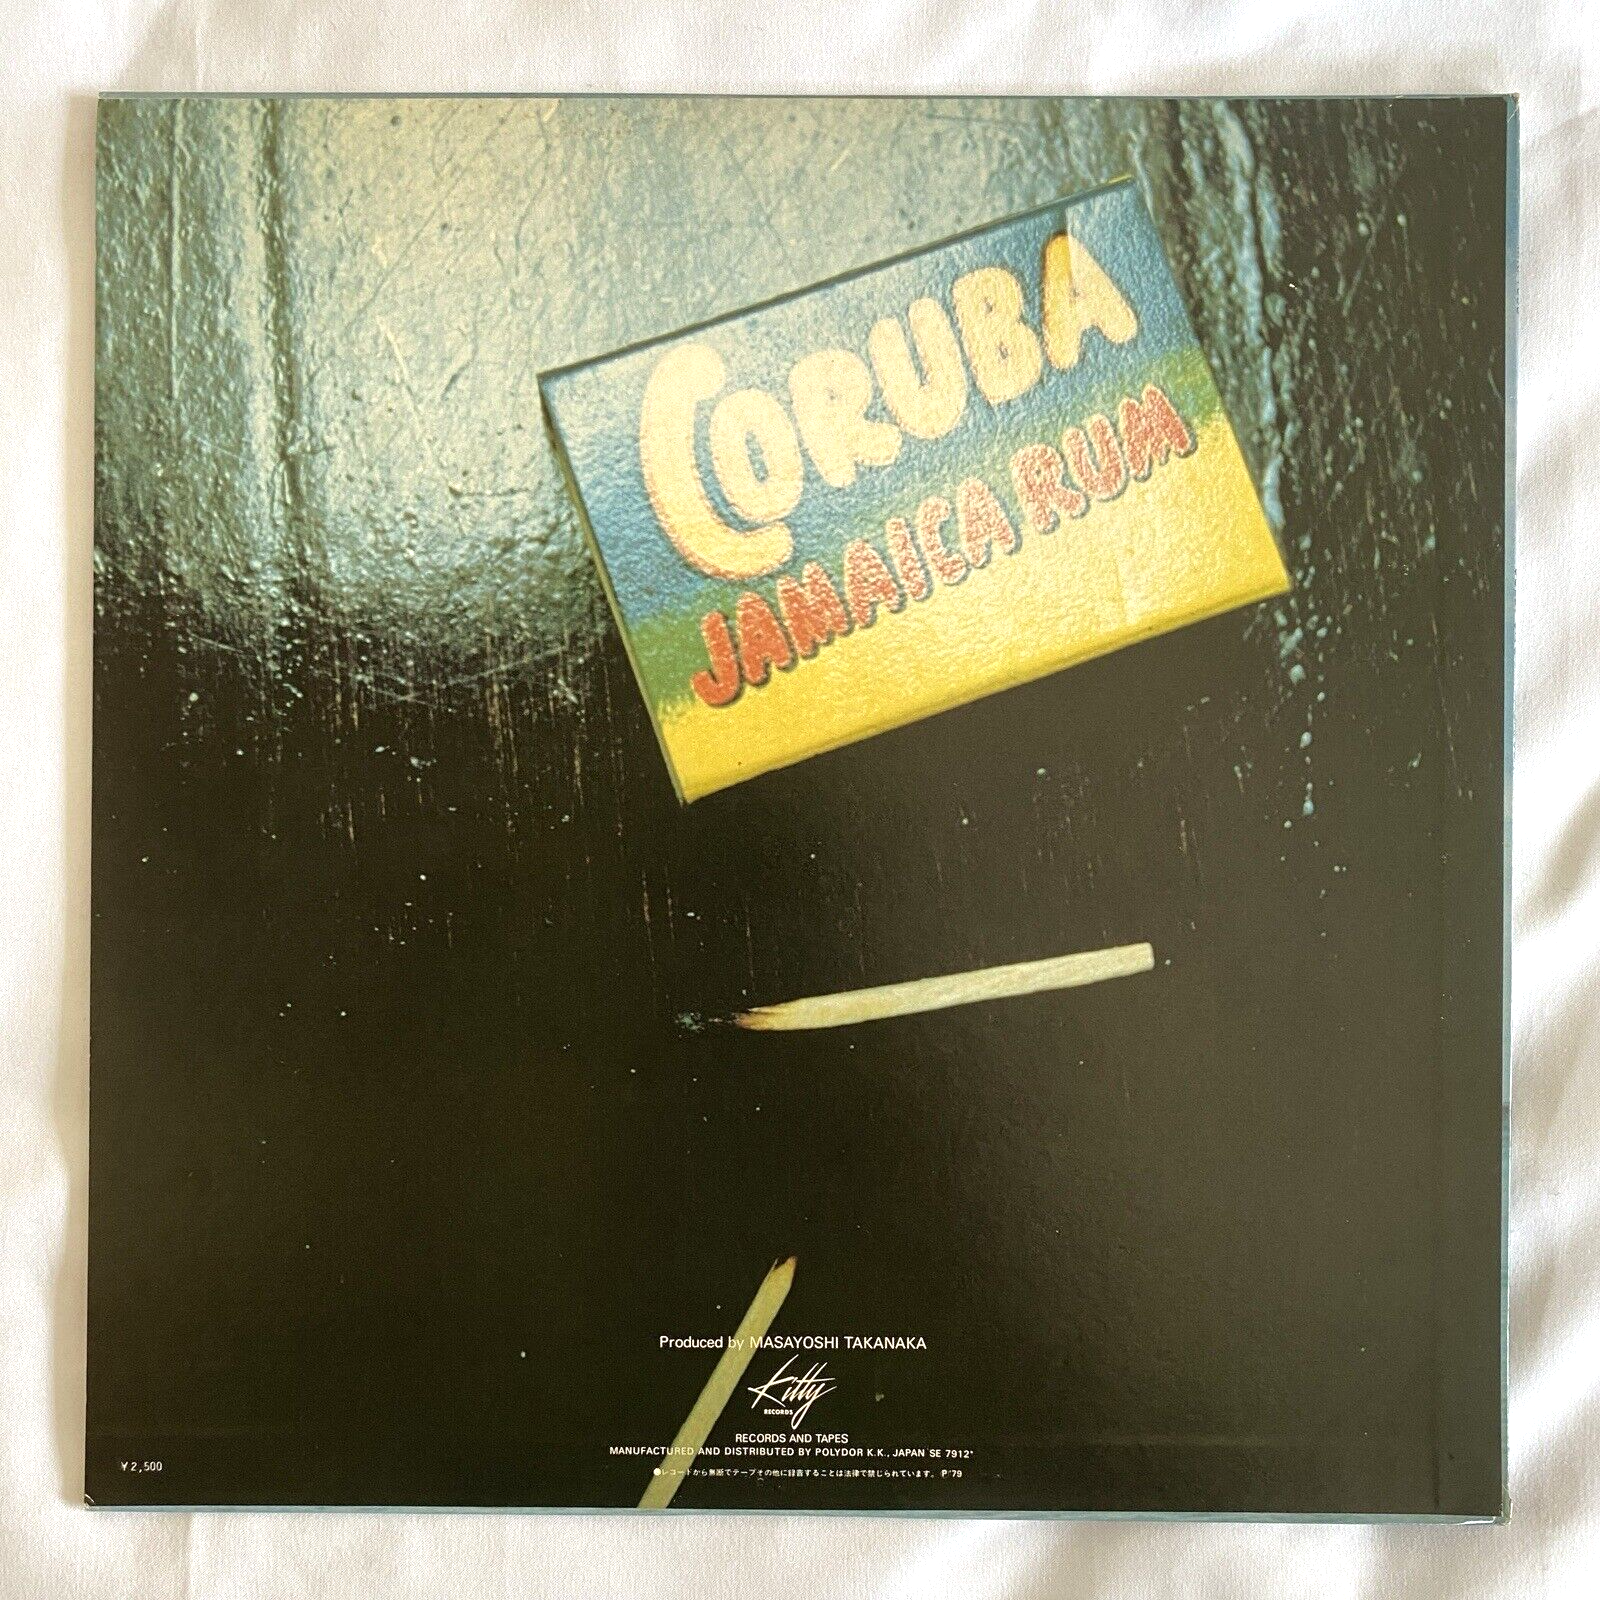 CORUBA
JAMAICA RUM
Produced by MASAYOSHI TAKANAKA
Kitty
RECORDS
RECORDS AND TAPES
MANUFACTURED AND DISTRIBUTED BY POLYDOR K.K., JAPAN SE 7912*
●レコードから無断でテープその他に録音することは法律で禁じられています。 P'79
¥2,500